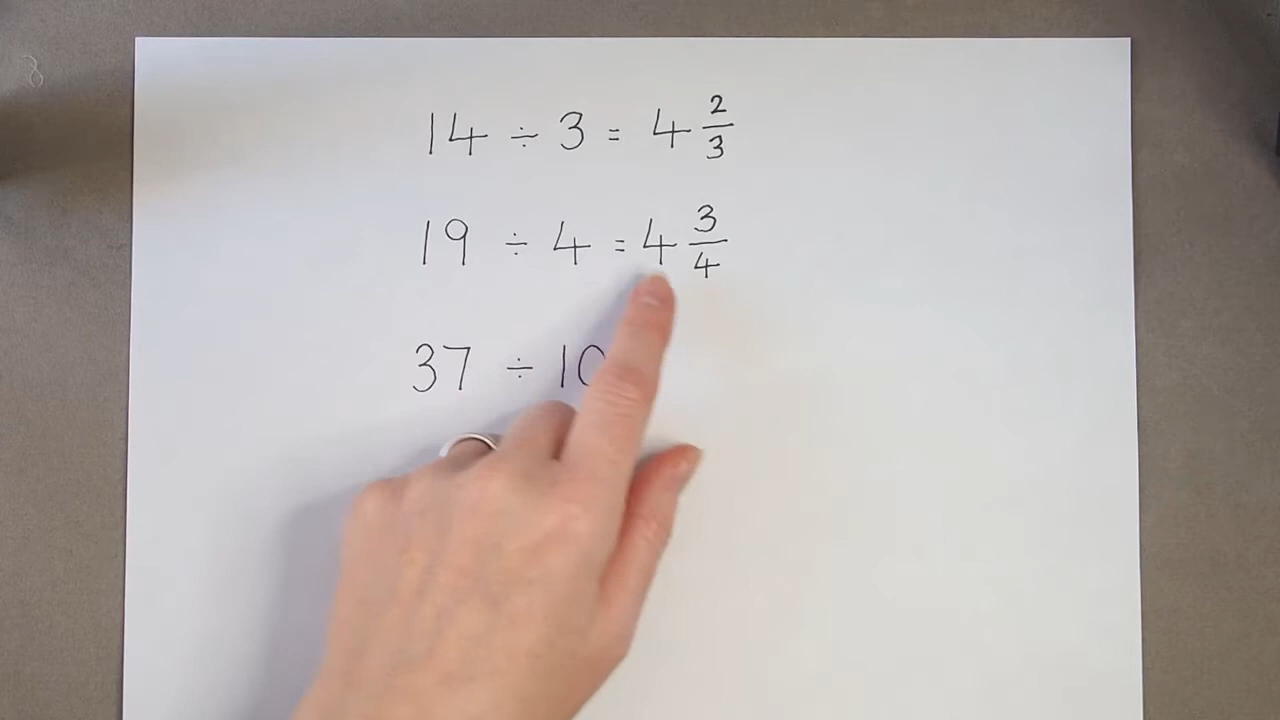 14 ÷ 3 = 4 2/3
19 ÷ 4 = 4 3/4
37 ÷ 10